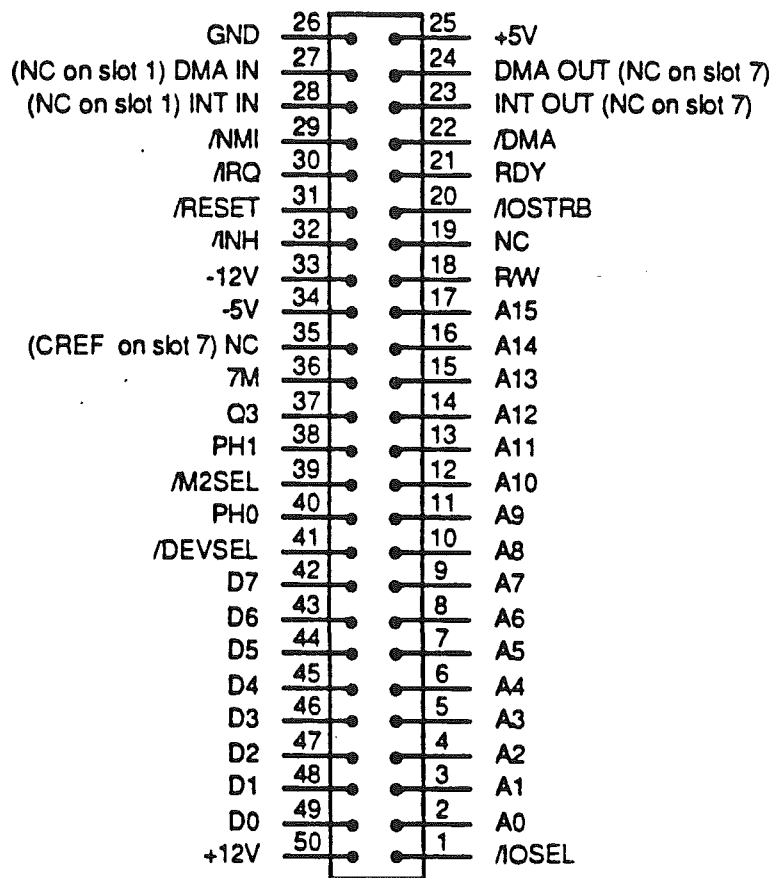 GND 26 25 +5V
(NC on slot 1) DMA IN 27 24 DMA OUT (NC on slot 7)
(NC on slot 1) INT IN 28 23 INT OUT (NC on slot 7)
/NMI 29 22 /DMA
/IRQ 30 21 RDY
/RESET 31 20 /IOSTRB
/INH 32 19 NC
-12V 33 18 R/W
-5V 34 17 A15
(CREF on slot 7) NC 35 16 A14
7M 36 15 A13
Q3 37 14 A12
PH1 38 13 A11
/M2SEL 39 12 A10
PH0 40 11 A9
/DEVSEL 41 10 A8
D7 42 9 A7
D6 43 8 A6
D5 44 7 A5
D4 45 6 A4
D3 46 5 A3
D2 47 4 A2
D1 48 3 A1
D0 49 2 A0
+12V 50 1 /IOSEL